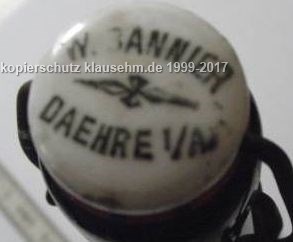 W. BANNIER
kopierschutz klausehm.de 1999-2017
DAEHRE